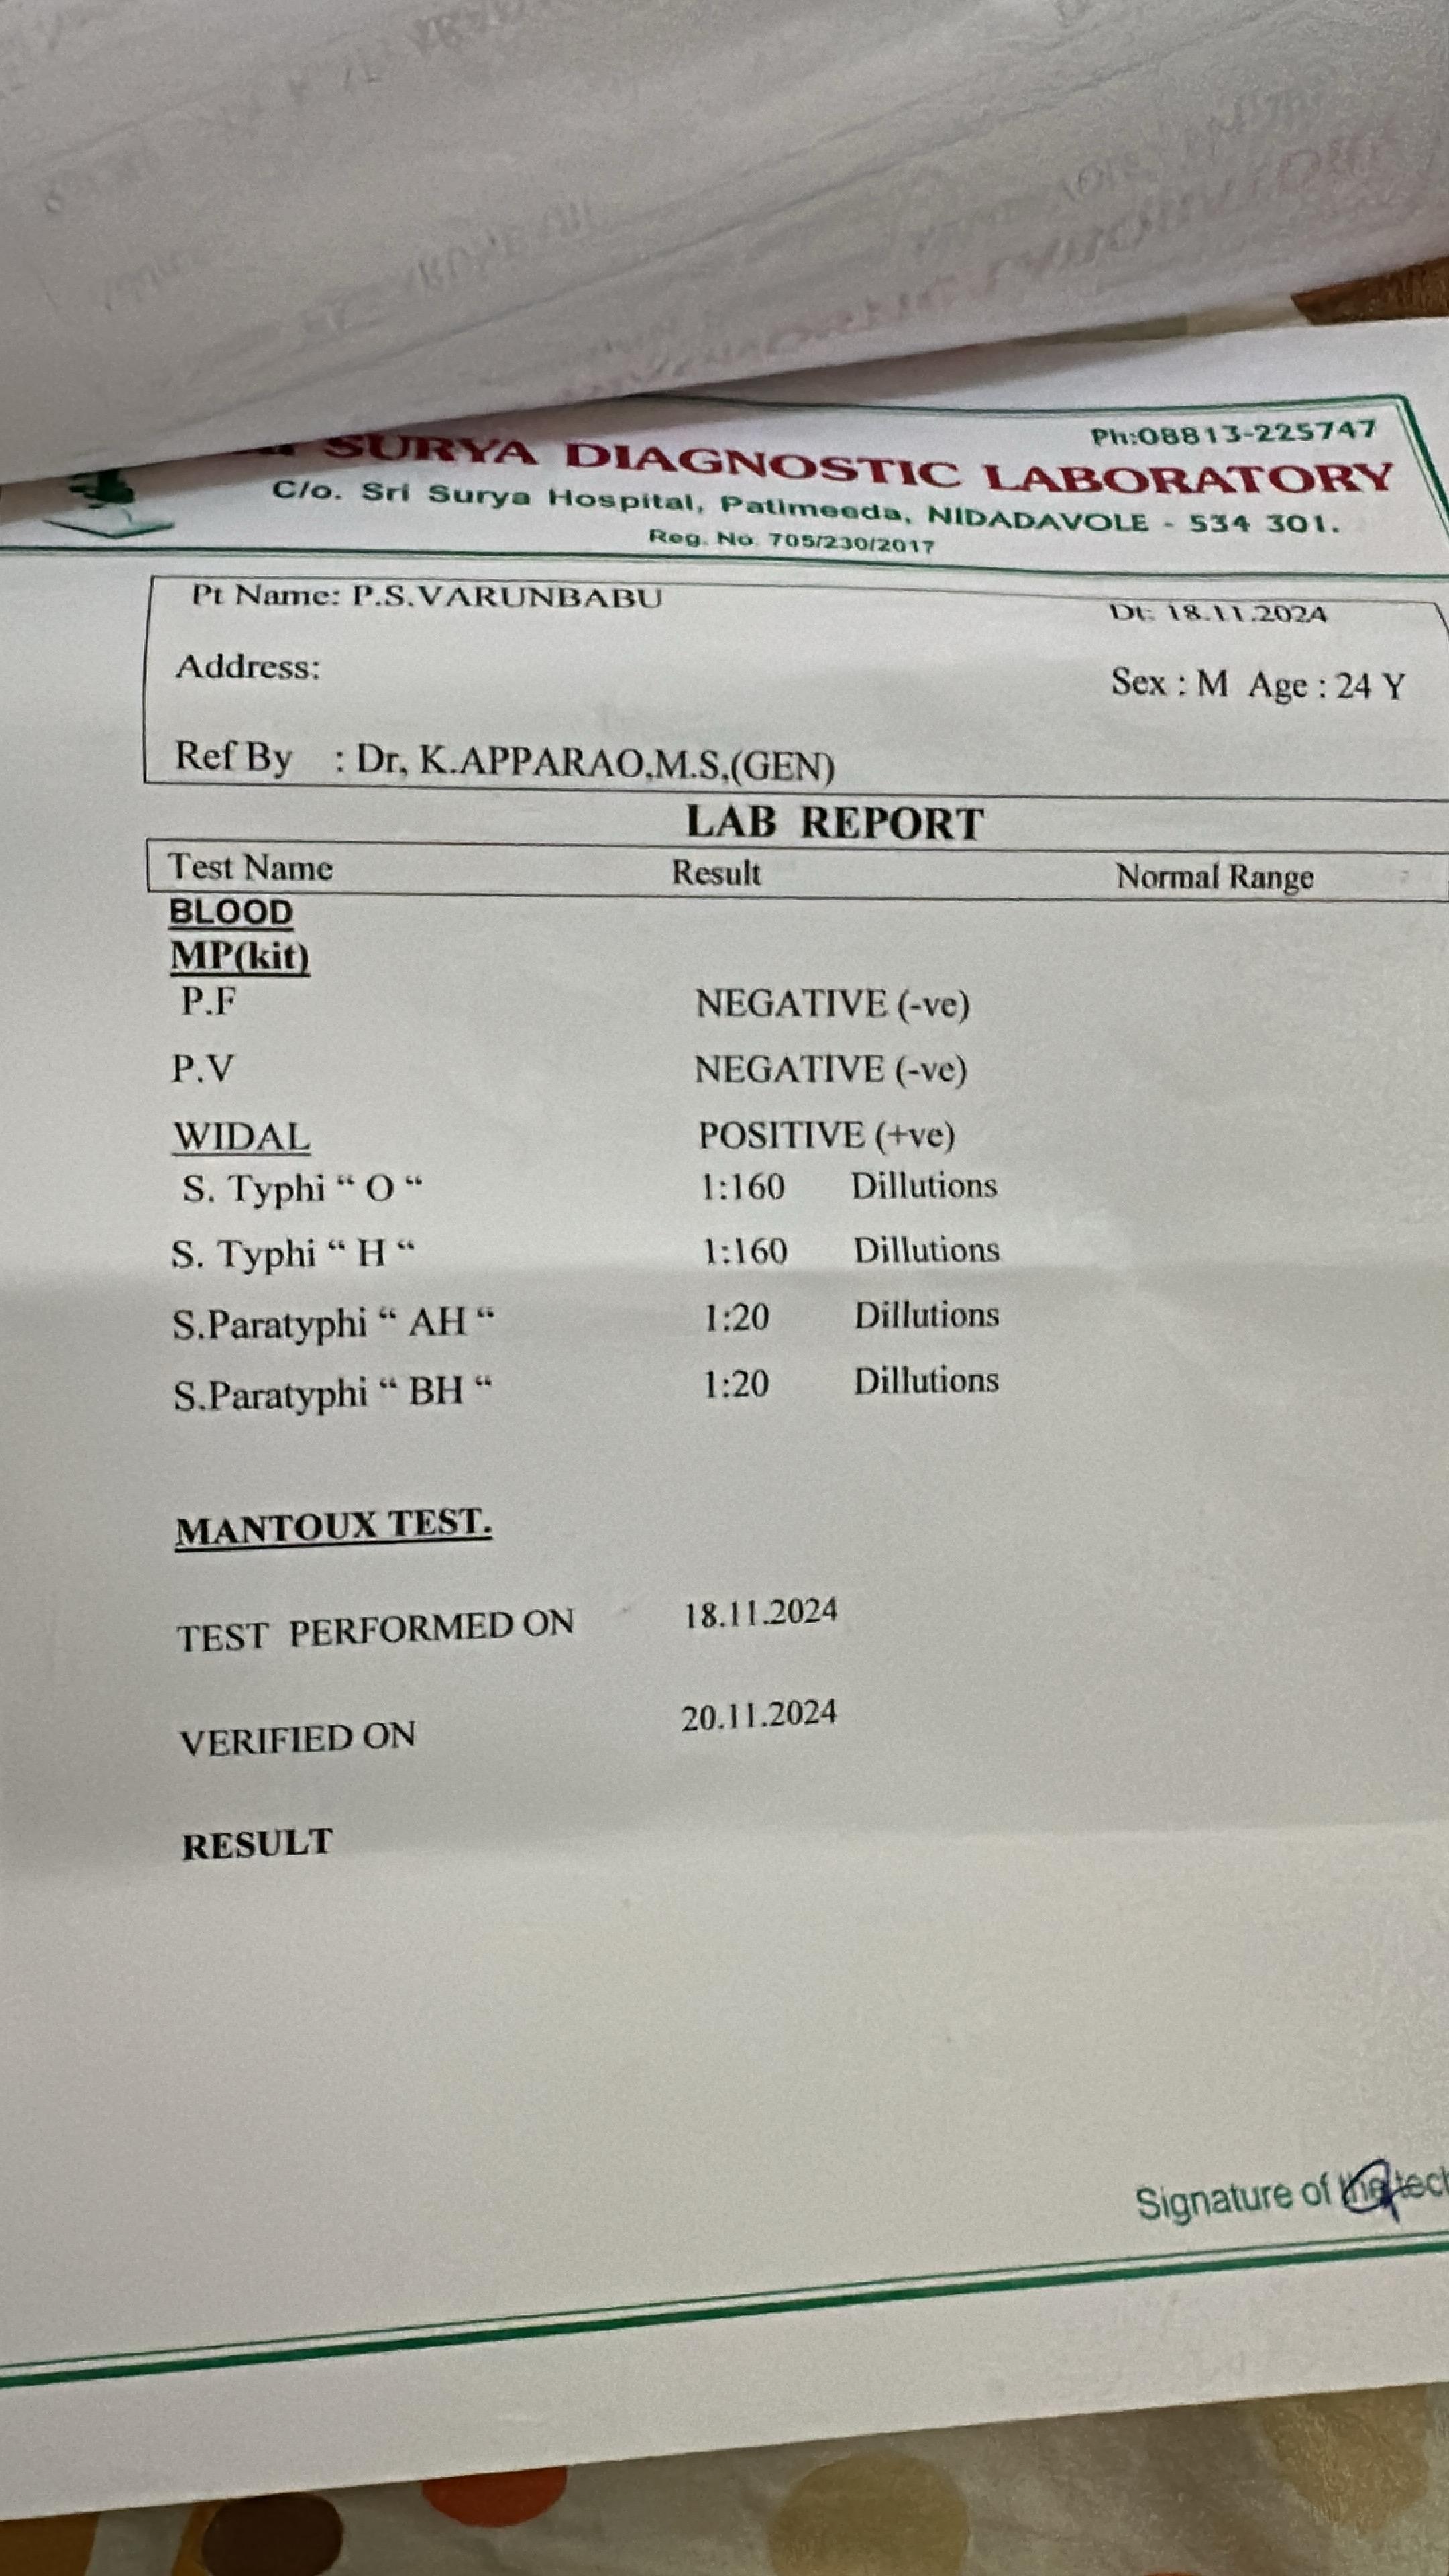 Ph:08813-225747
SURYA DIAGNOSTIC LABORATORY
C/o. Sri Surya Hospital, Patimeeda, NIDADAVOLE - 534 301.
Reg. No. 705/230/2017
Pt Name: P.S.VARUNBABU Dt: 18.11.2024
Address: Sex : M Age : 24 Y
Ref By : Dr, K.APPARAO,M.S,(GEN)
LAB REPORT
Test Name Result Normal Range
BLOOD
MP(kit)
P.F NEGATIVE (-ve)
P.V NEGATIVE (-ve)
WIDAL POSITIVE (+ve)
S. Typhi “ O “ 1:160 Dillutions
S. Typhi “ H “ 1:160 Dillutions
S.Paratyphi “ AH “ 1:20 Dillutions
S.Paratyphi “ BH “ 1:20 Dillutions
MANTOUX TEST.
TEST PERFORMED ON 18.11.2024
VERIFIED ON 20.11.2024
RESULT
Signature of the tech